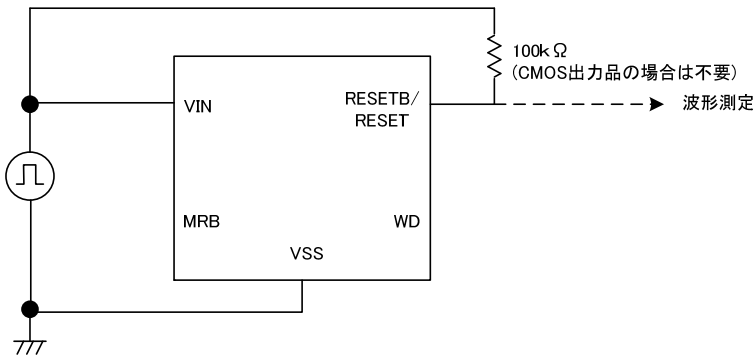 100kΩ
(CMOS出力品の場合は不要)
VIN
RESETB/
RESET
波形測定
MRB
WD
VSS